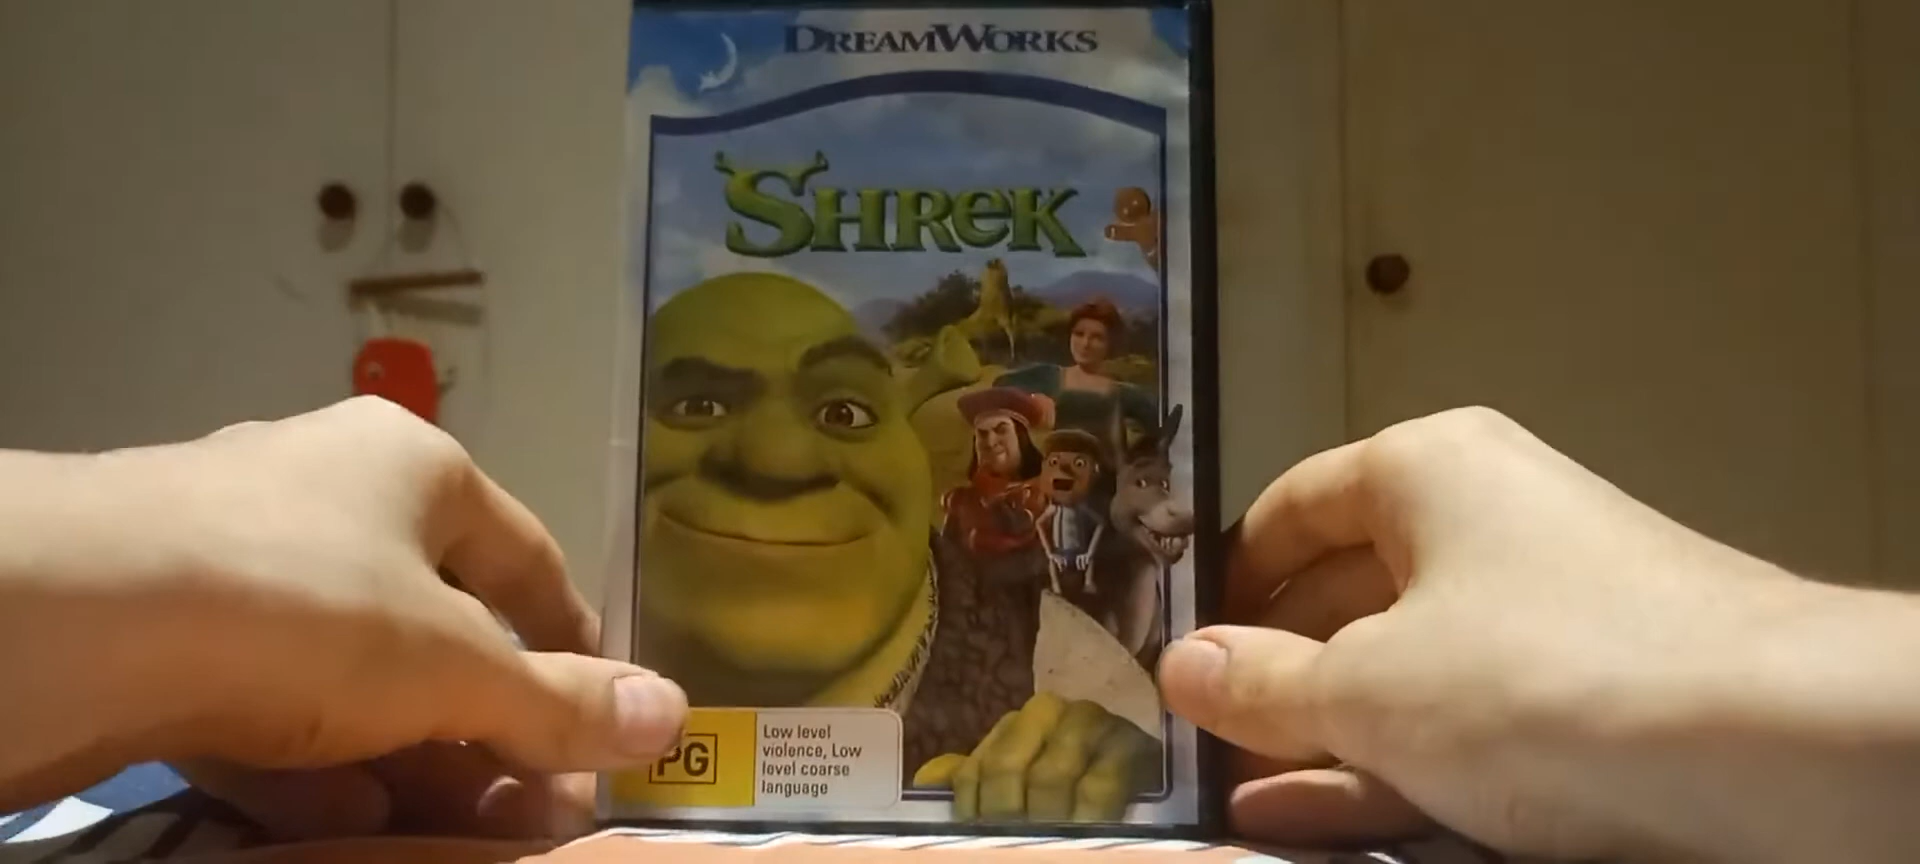 DREAMWORKS
SHREK
PG
Low level
violence, Low
level coarse
language